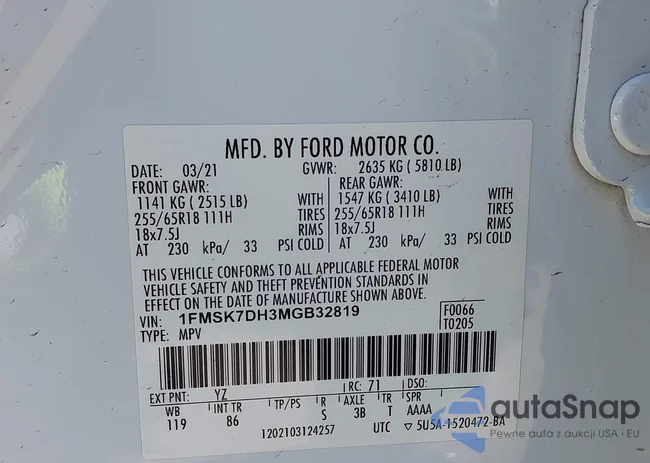 MFD. BY FORD MOTOR CO.
DATE: 03/21 GVWR: 2635 KG ( 5810 LB)
FRONT GAWR: REAR GAWR:
1141 KG ( 2515 LB) WITH 1547 KG ( 3410 LB) WITH
255/65R18 111H TIRES 255/65R18 111H TIRES
18x7.5J RIMS 18x7.5J RIMS
AT 230 kPa/ 33 PSI COLD AT 230 kPa/ 33 PSI COLD
THIS VEHICLE CONFORMS TO ALL APPLICABLE FEDERAL MOTOR
VEHICLE SAFETY AND THEFT PREVENTION STANDARDS IN
EFFECT ON THE DATE OF MANUFACTURE SHOWN ABOVE.
VIN: 1FMSK7DH3MGB32819 F0066
TYPE: MPV T0205
EXT PNT: YZ RC: 71 DSO:
WB INT TR TP/PS R AXLE TR SPR
119 86 S 3B T AAAA
1202103124257 UTC ▽ 5U5A-1520472-BA
autaSnap
Pewne auta z aukcji USA i EU